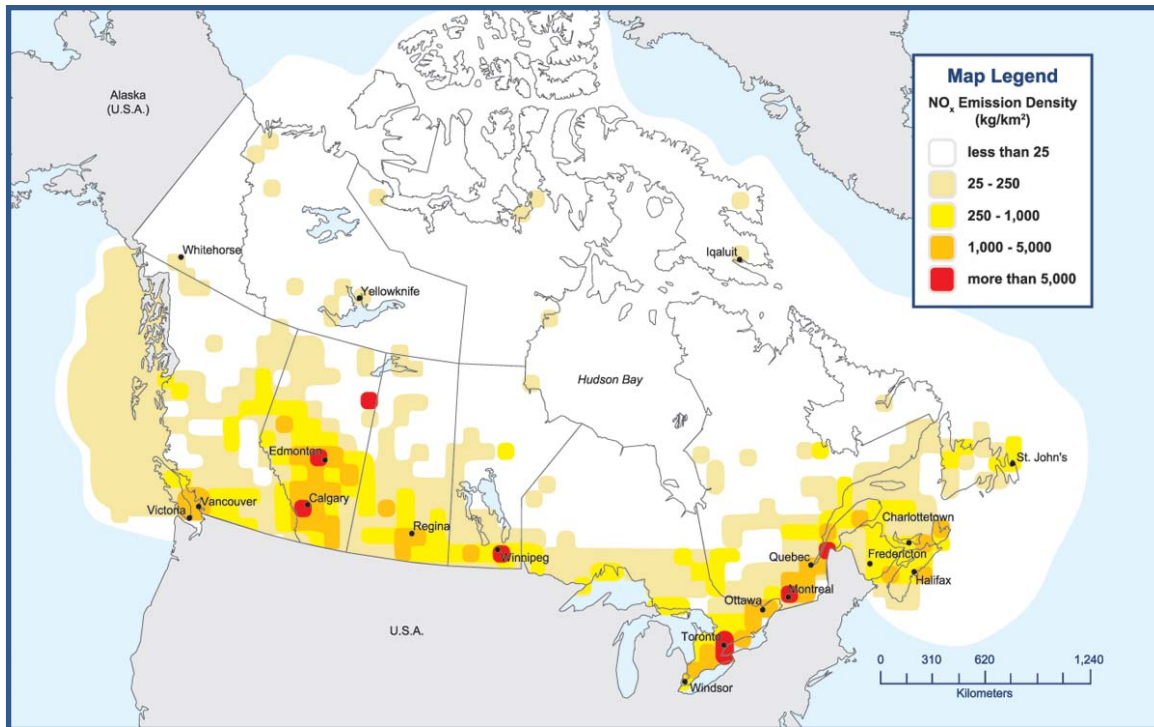 Alaska
(U.S.A.)
Map Legend
NOx Emission Density
(kg/km²)
less than 25
25 - 250
250 - 1,000
1,000 - 5,000
more than 5,000
Whitehorse
Iqaluit
Yellowknife
Hudson Bay
Edmonton
St. John's
Calgary
Vancouver
Victoria
Charlottetown
Regina
Winnipeg
Quebec
Fredericton
Halifax
Montreal
Ottawa
U.S.A.
Toronto
Windsor
0 310 620 1,240
Kilometers